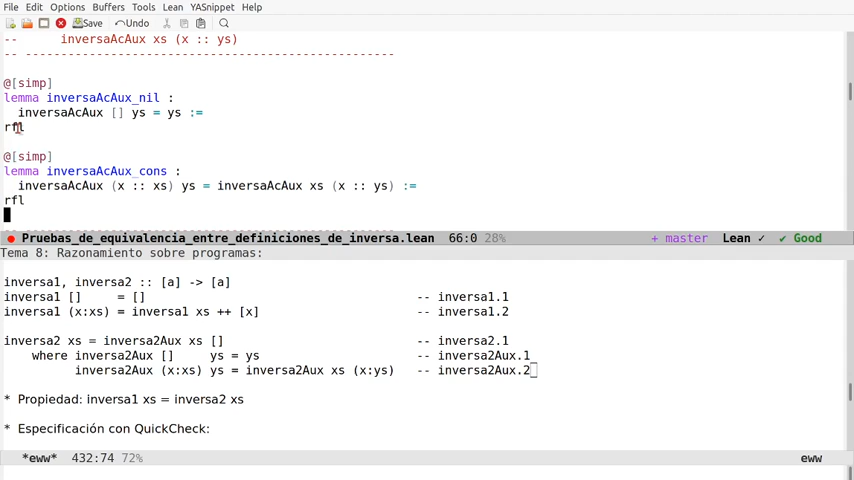 File Edit Options Buffers Tools Lean YASnippet Help
Save Undo
-- inversaAcAux xs (x :: ys)
-- ----------------------------------------------------
@[simp]
lemma inversaAcAux_nil :
inversaAcAux [] ys = ys :=
rfl
@[simp]
lemma inversaAcAux_cons :
inversaAcAux (x :: xs) ys = inversaAcAux xs (x :: ys) :=
rfl
Pruebas_de_equivalencia_entre_definiciones_de_inversa.lean 66:0 28% + master Lean ✓ ✓ Good
Tema 8: Razonamiento sobre programas:
inversa1, inversa2 :: [a] -> [a]
inversa1 [] = [] -- inversa1.1
inversa1 (x:xs) = inversa1 xs ++ [x] -- inversa1.2
inversa2 xs = inversa2Aux xs [] -- inversa2.1
where inversa2Aux [] ys = ys -- inversa2Aux.1
inversa2Aux (x:xs) ys = inversa2Aux xs (x:ys) -- inversa2Aux.2
* Propiedad: inversa1 xs = inversa2 xs
* Especificación con QuickCheck:
*eww* 432:74 72% eww